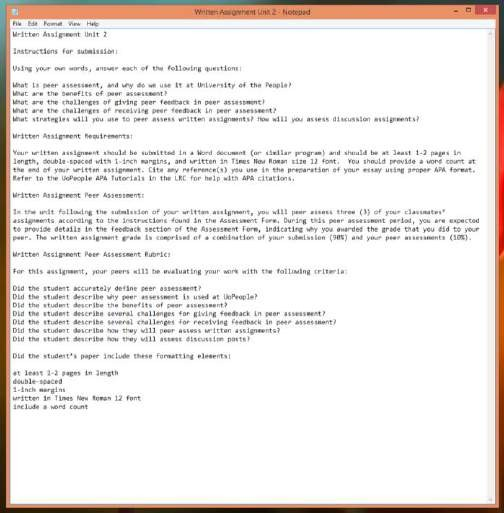 Written Assignment Unit 2 - Notepad
File Edit Format View Help
Written Assignment Unit 2
Instructions for submission:
Using your own words, answer each of the following questions:
What is peer assessment, and why do we use it at University of the People?
What are the benefits of peer assessment?
What are the challenges of giving peer feedback in peer assessment?
What are the challenges of receiving peer feedback in peer assessment?
What strategies will you use to peer assess written assignments? How will you assess discussion assignments?
Written Assignment Requirements:
Your written assignment should be submitted in a Word document (or similar program) and should be at least 1-2 pages in
length, double-spaced with 1-inch margins, and written in Times New Roman size 12 font. You should provide a word count at
the end of your written assignment. Cite any reference(s) you use in the preparation of your essay using proper APA format.
Refer to the UoPeople APA Tutorials in the LRC for help with APA citations.
Written Assignment Peer Assessment:
In the unit following the submission of your written assignment, you will peer assess three (3) of your classmates'
assignments according to the instructions found in the Assessment Form. During this peer assessment period, you are expected
to provide details in the feedback section of the Assessment Form, indicating why you awarded the grade that you did to your
peer. The written assignment grade is comprised of a combination of your submission (90%) and your peer assessments (10%).
Written Assignment Peer Assessment Rubric:
For this assignment, your peers will be evaluating your work with the following criteria:
Did the student accurately define peer assessment?
Did the student describe why peer assessment is used at UoPeople?
Did the student describe the benefits of peer assessment?
Did the student describe several challenges for giving feedback in peer assessment?
Did the student describe several challenges for receiving feedback in peer assessment?
Did the student describe how they will peer assess written assignments?
Did the student describe how they will assess discussion posts?
Did the student's paper include these formatting elements:
at least 1-2 pages in length
double-spaced
1-inch margins
written in Times New Roman 12 font
include a word count